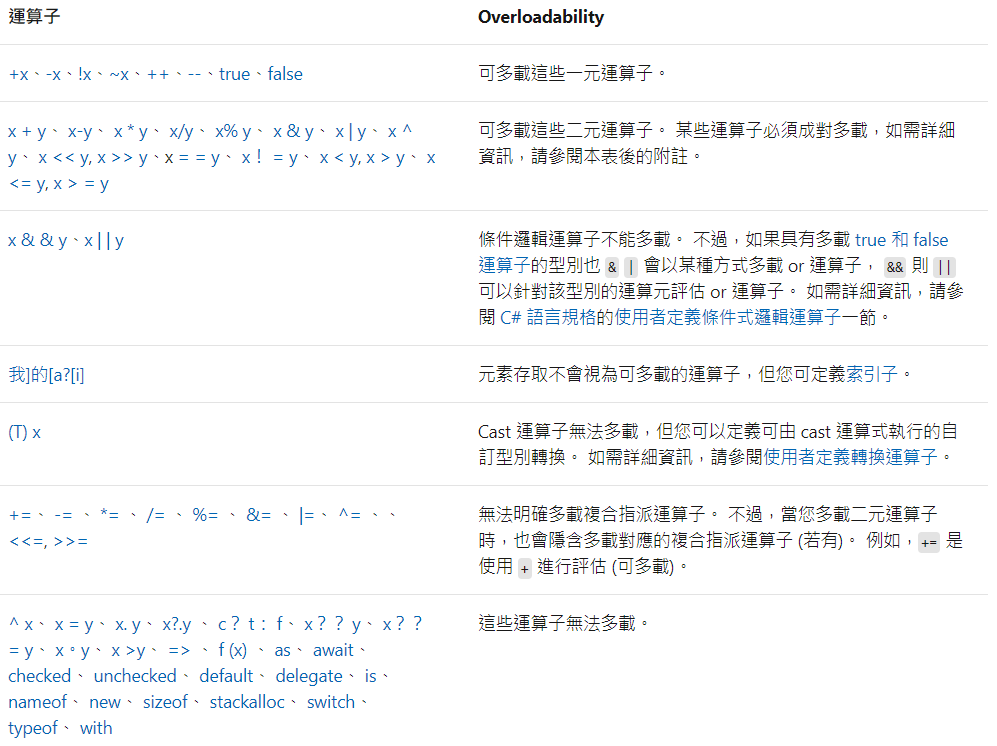 運算子 Overloadability
+x、-x、!x、~x、++、--、true、false 可多載這些一元運算子。
x + y、 x-y、 x * y、 x/y、 x% y、 x & y、 x | y、 x ^
y、 x << y, x >> y、x = = y、 x！ = y、 x < y, x > y、 x
<= y, x > = y
可多載這些二元運算子。 某些運算子必須成對多載，如需詳細
資訊，請參閱本表後的附註。
x & & y、x | | y
條件邏輯運算子不能多載。 不過，如果具有多載 true 和 false
運算子的型別也 & | 會以某種方式多載 or 運算子， && 則 ||
可以針對該型別的運算元評估 or 運算子。 如需詳細資訊，請參
閱 C# 語言規格的使用者定義條件式邏輯運算子一節。
我]的[a?[i] 元素存取不會視為可多載的運算子，但您可定義索引子。
(T) x
Cast 運算子無法多載，但您可以定義可由 cast 運算式執行的自
訂型別轉換。 如需詳細資訊，請參閱使用者定義轉換運算子。
+=、 -= 、 *= 、 /= 、 %= 、 &= 、 |=、 ^= 、、
<<=, >>=
無法明確多載複合指派運算子。 不過，當您多載二元運算子
時，也會隱含多載對應的複合指派運算子 (若有)。 例如，+= 是
使用 + 進行評估 (可多載)。
^ x、 x = y、 x. y、 x?.y 、 c？ t： f、 x？？ y、 x？？
= y、 x。y、 x >y、 => 、 f (x) 、 as、 await、
checked、 unchecked、 default、 delegate、 is、
nameof、 new、 sizeof、 stackalloc、 switch、
typeof、 with
這些運算子無法多載。